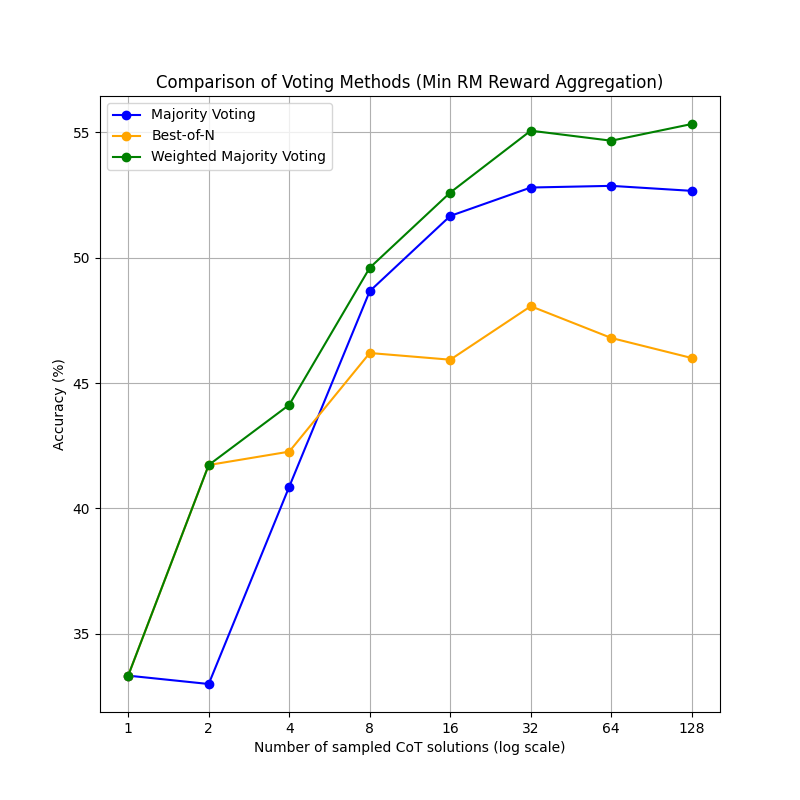 Comparison of Voting Methods (Min RM Reward Aggregation)
Majority Voting
Best-of-N
Weighted Majority Voting
Accuracy (%)
55
50
45
40
35
1 2 4 8 16 32 64 128
Number of sampled CoT solutions (log scale)